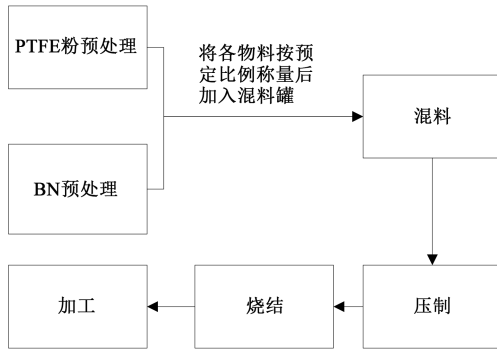 PTFE粉预处理
将各物料按预
定比例称量后
加入混料罐
混料
BN预处理
加工
烧结
压制